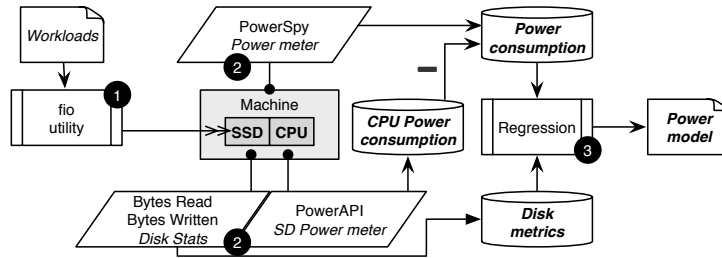 Workloads
1
fio
utility
PowerSpy
Power meter
2
Machine
SSD
CPU
CPU Power
consumption
Power
consumption
Regression
3
Power
model
Bytes Read
Bytes Written
Disk Stats
2
PowerAPI
SD Power meter
Disk
metrics